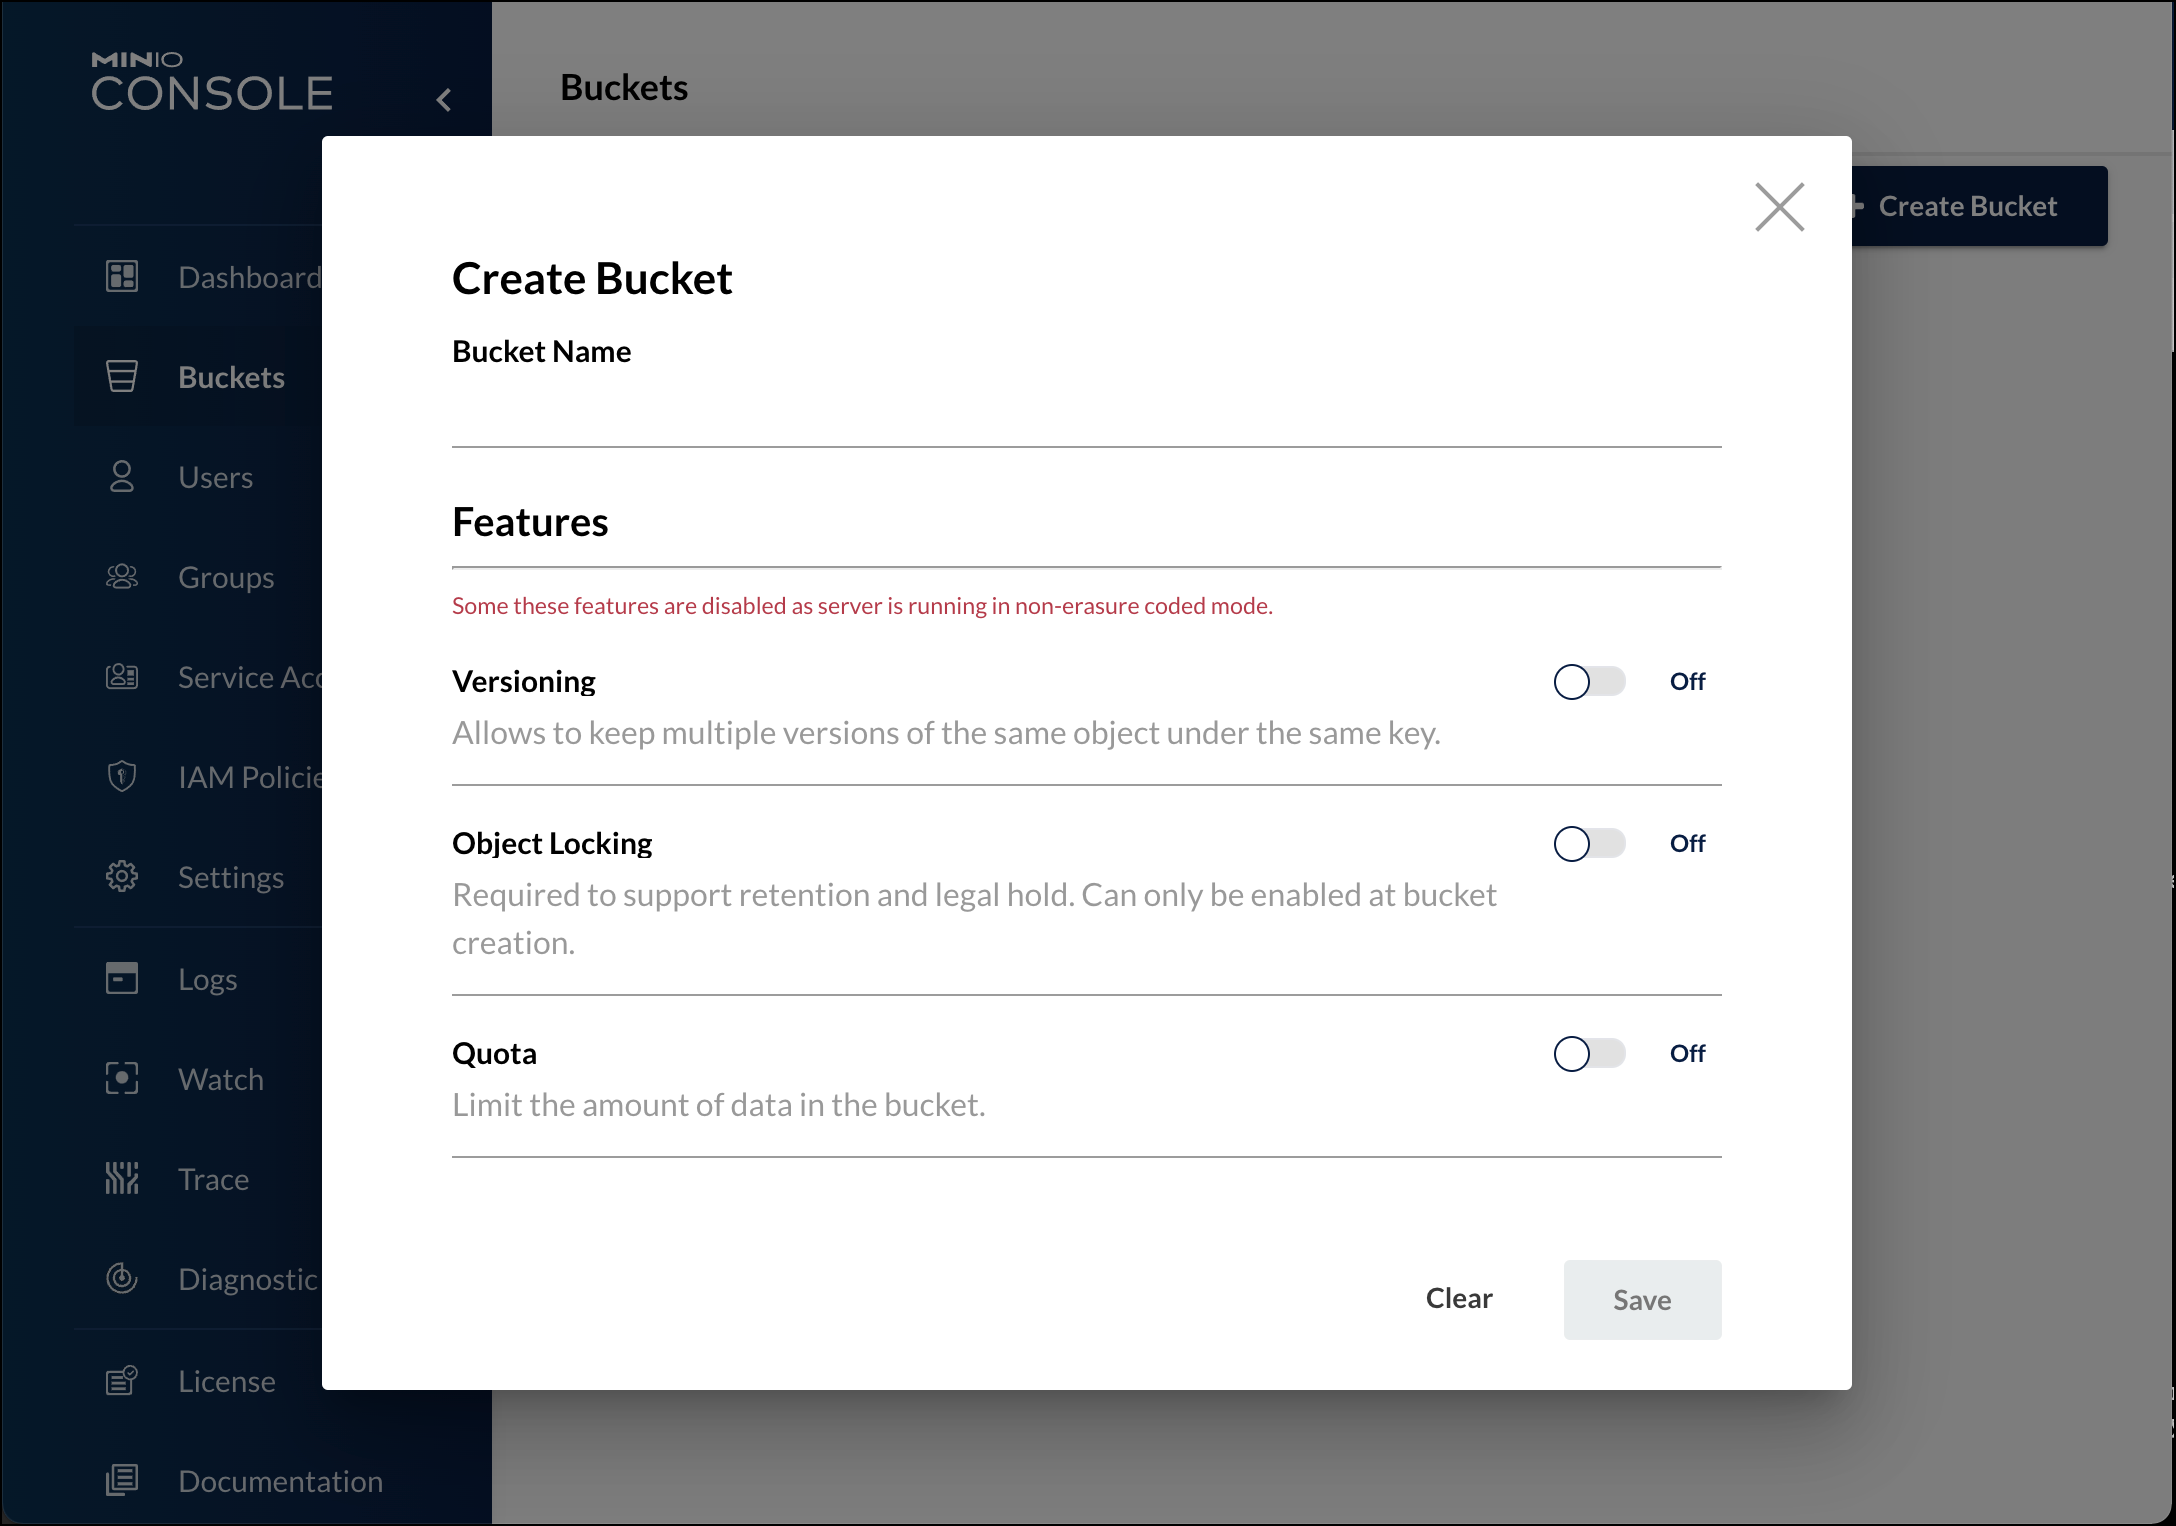 MINIO
CONSOLE
Buckets
Create Bucket
Dashboard
Buckets
Users
Groups
Service Acc
IAM Policie
Settings
Logs
Watch
Trace
Diagnostic
License
Documentation
Create Bucket
Bucket Name
Features
Some these features are disabled as server is running in non-erasure coded mode.
Versioning
Off
Allows to keep multiple versions of the same object under the same key.
Object Locking
Off
Required to support retention and legal hold. Can only be enabled at bucket
creation.
Quota
Off
Limit the amount of data in the bucket.
Clear
Save